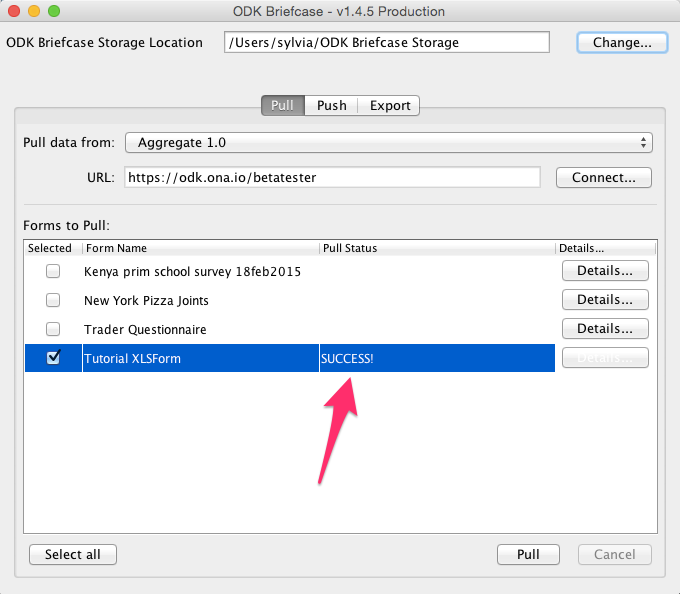 ODK Briefcase - v1.4.5 Production
ODK Briefcase Storage Location /Users/sylvia/ODK Briefcase Storage Change...
Pull Push Export
Pull data from: Aggregate 1.0
URL: https://odk.ona.io/betatester Connect...
Forms to Pull:
Selected Form Name Pull Status Details...
Kenya prim school survey 18feb2015 Details...
New York Pizza Joints Details...
Trader Questionnaire Details...
Tutorial XLSForm SUCCESS! Details...
Select all Pull Cancel